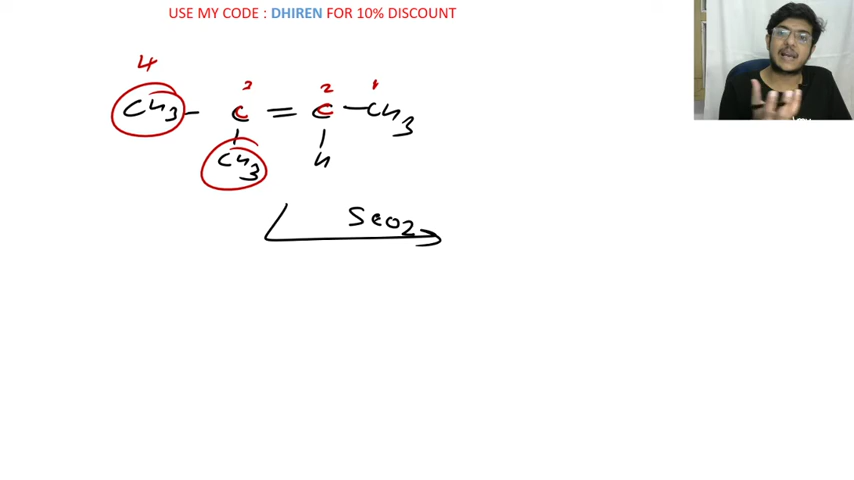 USE MY CODE : DHIREN FOR 10% DISCOUNT
4 3 2 1
CH3 - C = C - CH3
CH3 H
SeO2